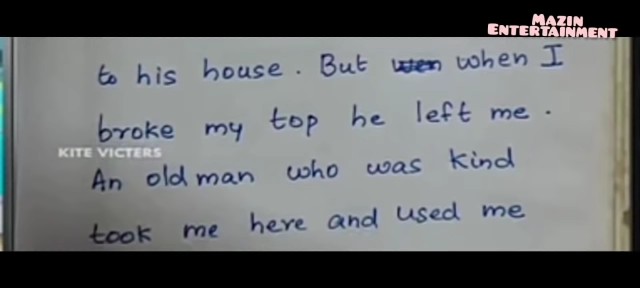 MAZIN
ENTERTAINMENT
to his house. But when I
broke my top he left me.
KITE VICTERS
An old man who was kind
took me here and used me